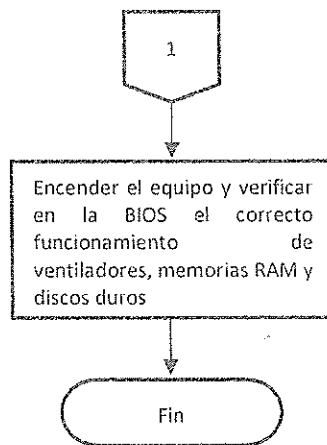 1
Encender el equipo y verificar
en la BIOS el correcto
funcionamiento de
ventiladores, memorias RAM y
discos duros
Fin